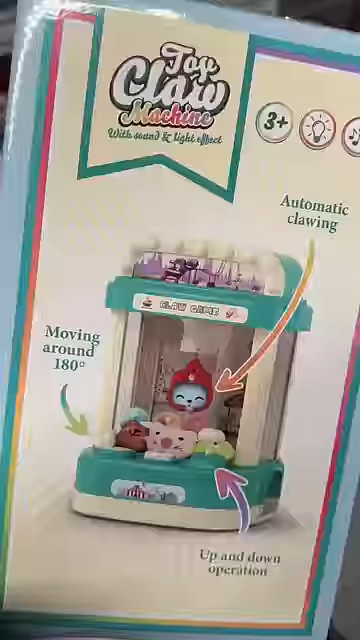 Toy
Claw
Machine
With sound & light effect
3+
Automatic
clawing
CLAW GAME
Moving
around
180°
Up and down
operation